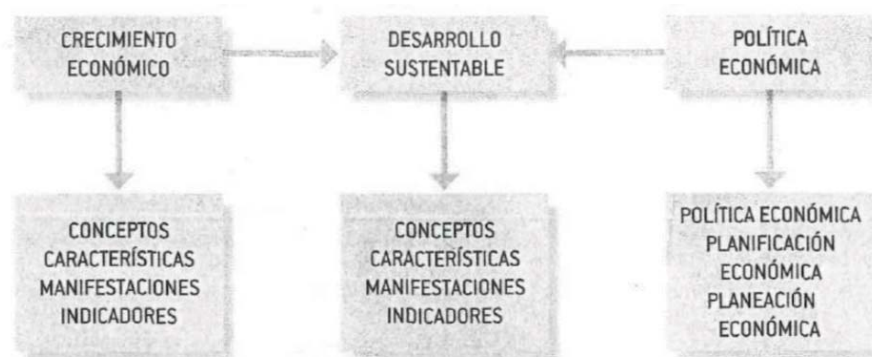 CRECIMIENTO
ECONÓMICO
DESARROLLO
SUSTENTABLE
POLÍTICA
ECONÓMICA
CONCEPTOS
CARACTERÍSTICAS
MANIFESTACIONES
INDICADORES
CONCEPTOS
CARACTERÍSTICAS
MANIFESTACIONES
INDICADORES
POLÍTICA ECONÓMICA
PLANIFICACIÓN
ECONÓMICA
PLANEACIÓN
ECONÓMICA